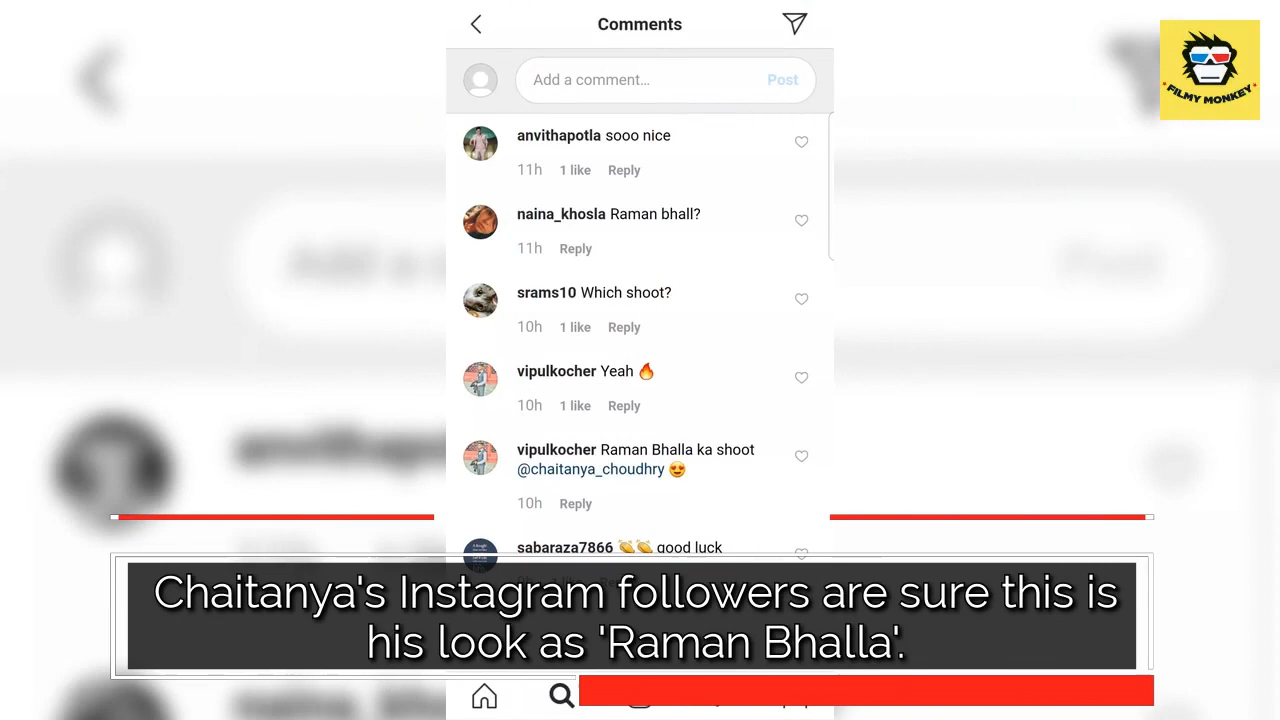 Comments
FILMY MONKEY
Add a comment... Post
anvithapotla sooo nice
11h 1 like Reply
naina_khosla Raman bhall?
11h Reply
srams10 Which shoot?
10h 1 like Reply
vipulkocher Yeah 🔥
10h 1 like Reply
vipulkocher Raman Bhalla ka shoot
@chaitanya_choudhry 😍
10h Reply
sabaraza7866 👏👏 good luck
Chaitanya's Instagram followers are sure this is
his look as 'Raman Bhalla'.